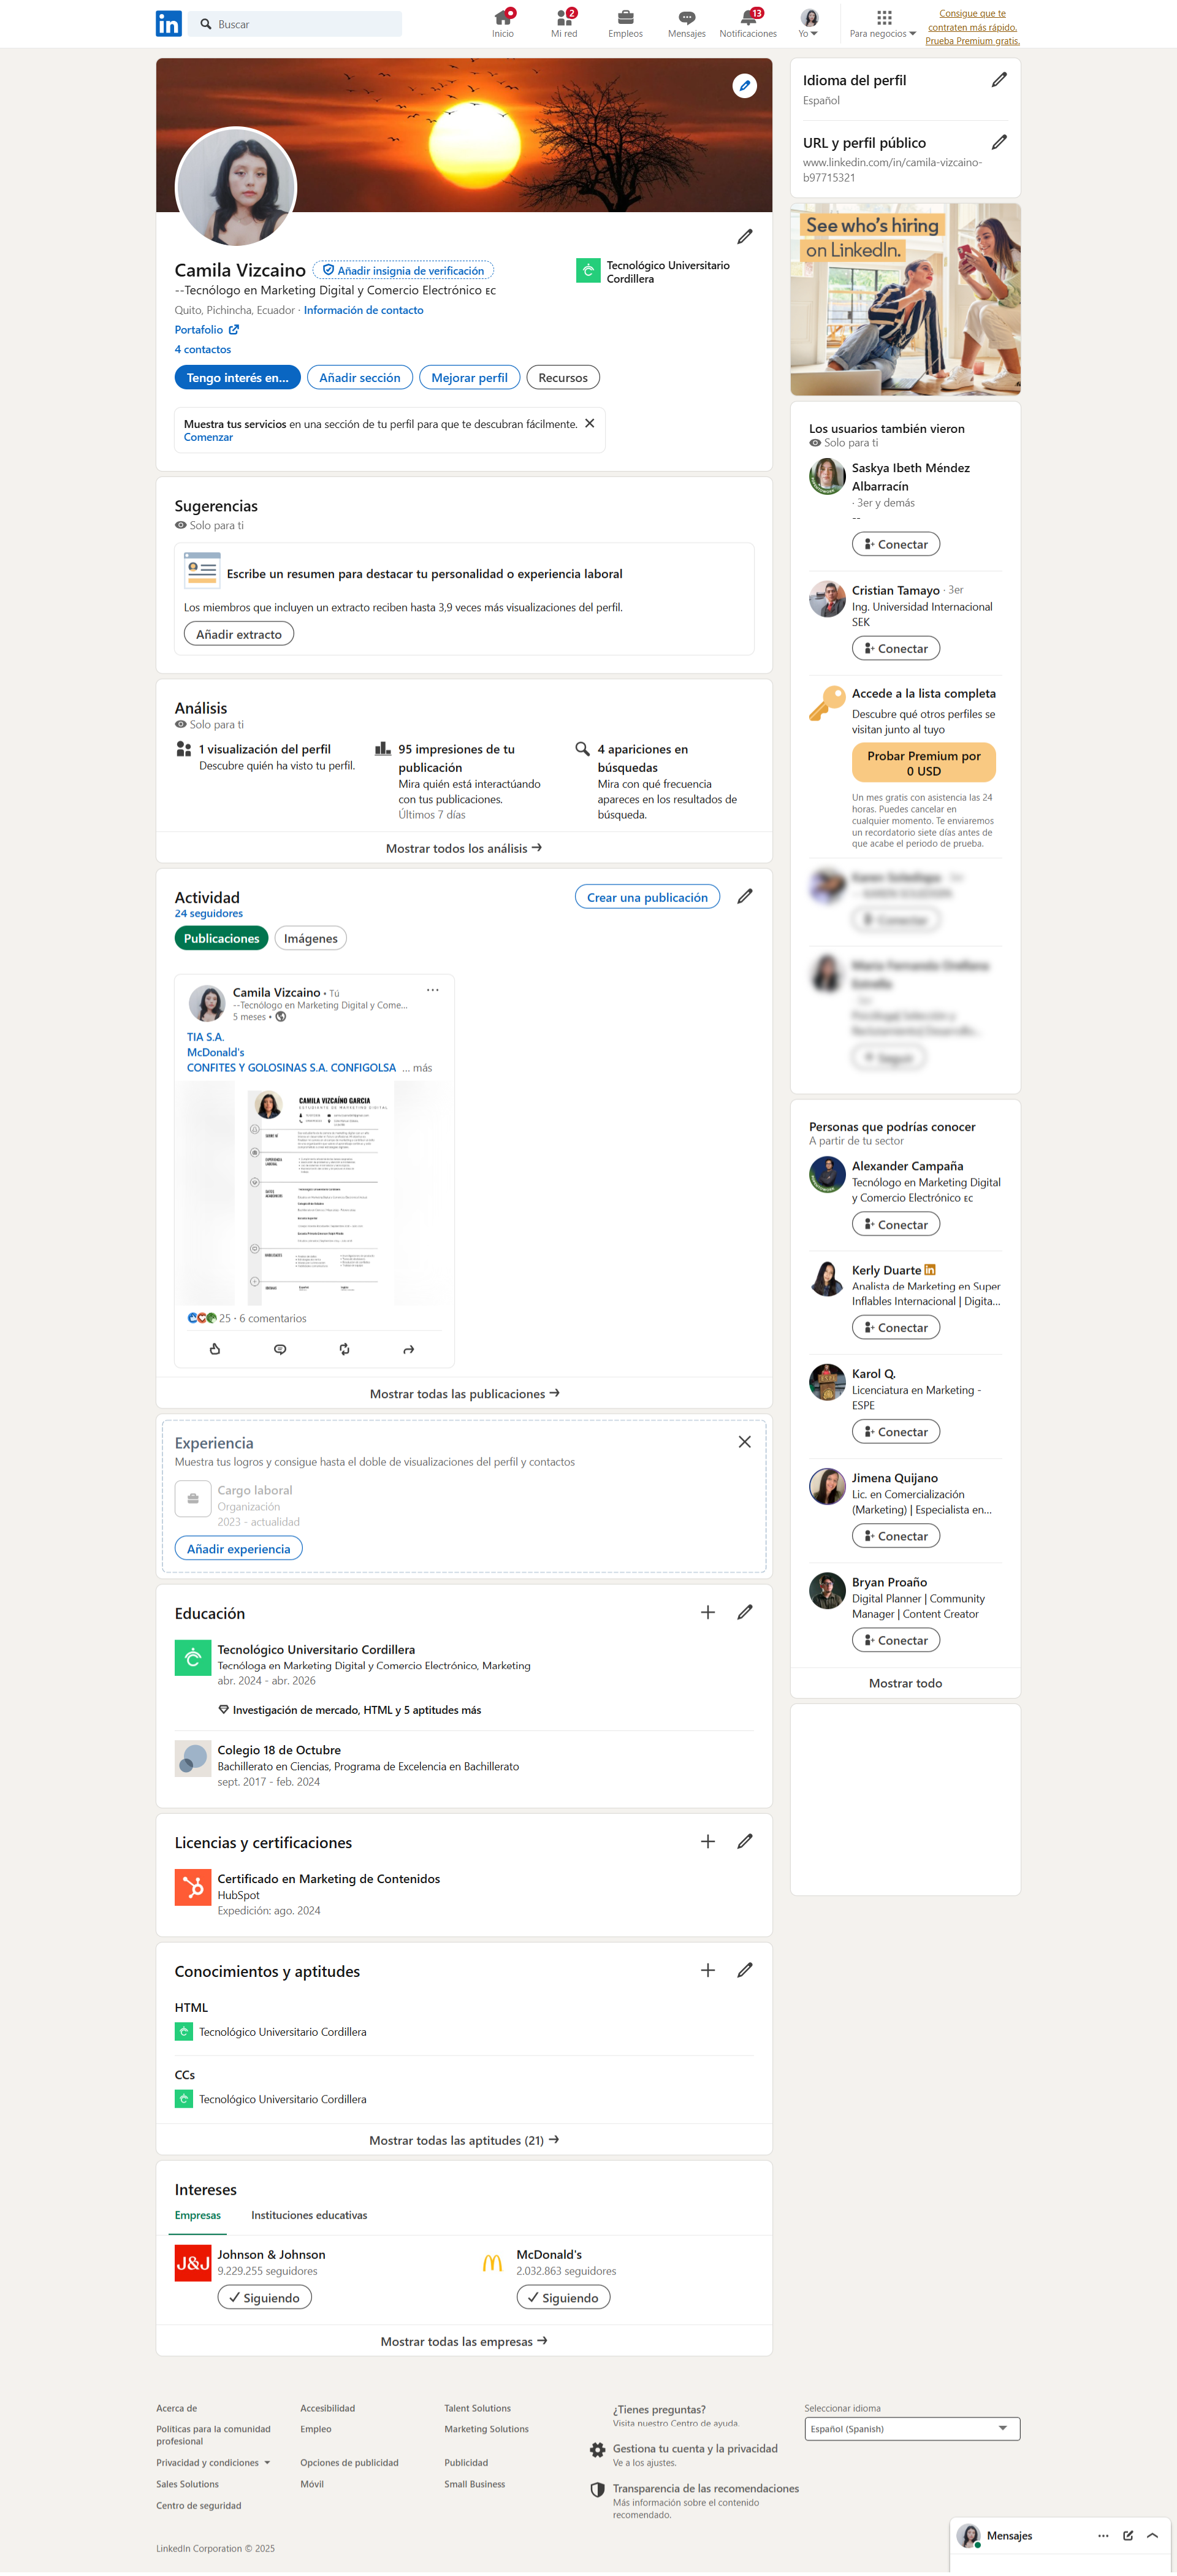 in
Buscar
Inicio
2
Mi red
Empleos
Mensajes
13
Notificaciones
Yo
Para negocios
Consigue que te
contraten más rápido.
Prueba Premium gratis.
Camila Vizcaino
Añadir insignia de verificación
--Tecnólogo en Marketing Digital y Comercio Electrónico ᴇᴄ
Quito, Pichincha, Ecuador · Información de contacto
Portafolio
4 contactos
Tecnológico Universitario
Cordillera
Tengo interés en...
Añadir sección
Mejorar perfil
Recursos
Muestra tus servicios en una sección de tu perfil para que te descubran fácilmente.
Comenzar
Sugerencias
Solo para ti
Escribe un resumen para destacar tu personalidad o experiencia laboral
Los miembros que incluyen un extracto reciben hasta 3,9 veces más visualizaciones del perfil.
Añadir extracto
Análisis
Solo para ti
1 visualización del perfil
Descubre quién ha visto tu perfil.
95 impresiones de tu
publicación
Mira quién está interactúando
con tus publicaciones.
Últimos 7 días
4 apariciones en
búsquedas
Mira con qué frecuencia
apareces en los resultados de
búsqueda.
Mostrar todos los análisis →
Actividad
24 seguidores
Crear una publicación
Publicaciones
Imágenes
Camila Vizcaino • Tú
--Tecnólogo en Marketing Digital y Come...
5 meses •
TIA S.A.
McDonald's
CONFITES Y GOLOSINAS S.A. CONFIGOLSA ... más
CAMILA VIZCAÍNO GARCIA
ESTUDIANTE DE MARKETING DIGITAL
25 · 6 comentarios
Mostrar todas las publicaciones →
Experiencia
Muestra tus logros y consigue hasta el doble de visualizaciones del perfil y contactos
Cargo laboral
Organización
2023 - actualidad
Añadir experiencia
Educación
Tecnológico Universitario Cordillera
Tecnóloga en Marketing Digital y Comercio Electrónico, Marketing
abr. 2024 - abr. 2026
Investigación de mercado, HTML y 5 aptitudes más
Colegio 18 de Octubre
Bachillerato en Ciencias, Programa de Excelencia en Bachillerato
sept. 2017 - feb. 2024
Licencias y certificaciones
Certificado en Marketing de Contenidos
HubSpot
Expedición: ago. 2024
Conocimientos y aptitudes
HTML
Tecnológico Universitario Cordillera
CCs
Tecnológico Universitario Cordillera
Mostrar todas las aptitudes (21) →
Intereses
Empresas
Instituciones educativas
J&J
Johnson & Johnson
9.229.255 seguidores
Siguiendo
McDonald's
2.032.863 seguidores
Siguiendo
Mostrar todas las empresas →
Idioma del perfil
Español
URL y perfil público
www.linkedin.com/in/camila-vizcaino-
b97715321
See who's hiring
on LinkedIn.
Los usuarios también vieron
Solo para ti
Saskya Ibeth Méndez
Albarracín
· 3er y demás
--
Conectar
Cristian Tamayo · 3er
Ing. Universidad Internacional
SEK
Conectar
Accede a la lista completa
Descubre qué otros perfiles se
visitan junto al tuyo
Probar Premium por
0 USD
Un mes gratis con asistencia las 24
horas. Puedes cancelar en
cualquier momento. Te enviaremos
un recordatorio siete días antes de
que acabe el periodo de prueba.
Personas que podrías conocer
A partir de tu sector
Alexander Campaña
Tecnólogo en Marketing Digital
y Comercio Electrónico ᴇᴄ
Conectar
Kerly Duarte
Analista de Marketing en Super
Inflables Internacional | Digita...
Conectar
Karol Q.
Licenciatura en Marketing -
ESPE
Conectar
Jimena Quijano
Lic. en Comercialización
(Marketing) | Especialista en...
Conectar
Bryan Proaño
Digital Planner | Community
Manager | Content Creator
Conectar
Mostrar todo
Acerca de
Accesibilidad
Talent Solutions
Políticas para la comunidad
profesional
Empleo
Marketing Solutions
Privacidad y condiciones
Opciones de publicidad
Publicidad
Sales Solutions
Móvil
Small Business
Centro de seguridad
¿Tienes preguntas?
Visita nuestro Centro de ayuda.
Gestiona tu cuenta y la privacidad
Ve a los ajustes.
Transparencia de las recomendaciones
Más información sobre el contenido
recomendado.
Seleccionar idioma
Español (Spanish)
LinkedIn Corporation © 2025
Mensajes